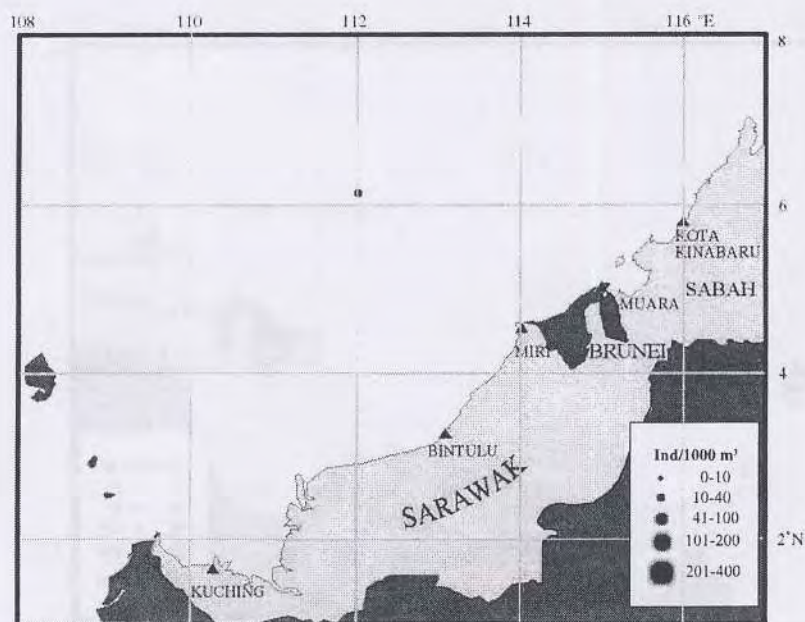 108 110 112 114 116 °E
8
6
KOTA
KINABARU
SABAH
MUARA
BRUNEI
MIRI
4
BINTULU
SARAWAK
Ind/1000 m³
0-10
10-40
41-100
101-200
201-400
2°N
KUCHING